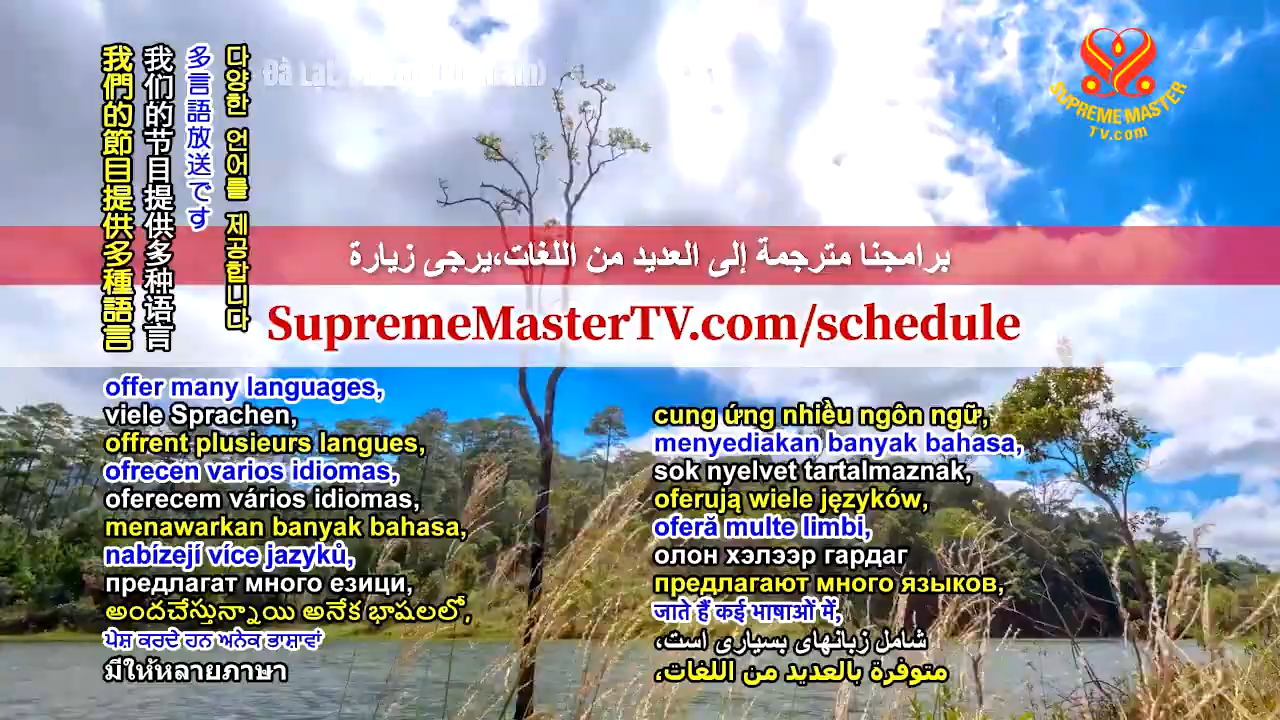 我們的節目提供多種語言
我们的节目提供多种语言
多言語放送です
다양한 언어를 제공합니다
Đà Lạt,
SUPREME MASTER
TV.com
برامجنا مترجمة إلى العديد من اللغات،يرجى زيارة
SupremeMasterTV.com/schedule
offer many languages,
viele Sprachen,
offrent plusieurs langues,
ofrecen varios idiomas,
oferecem vários idiomas,
menawarkan banyak bahasa,
nabízejí více jazyků,
предлагат много езици,
అందచేస్తున్నాయి అనేక భాషలలో,
ਪੇਸ਼ ਕਰਦੇ ਹਨ ਅਨੇਕ ਭਾਸ਼ਾਵਾਂ
มีให้หลายภาษา
cung ứng nhiều ngôn ngữ,
menyediakan banyak bahasa,
sok nyelvet tartalmaznak,
oferują wiele języków,
oferă multe limbi,
олон хэлээр гардаг
предлагают много языков,
जाते हैं कई भाषाओं में,
شامل زبانهای بسیاری است،
متوفرة بالعديد من اللغات،